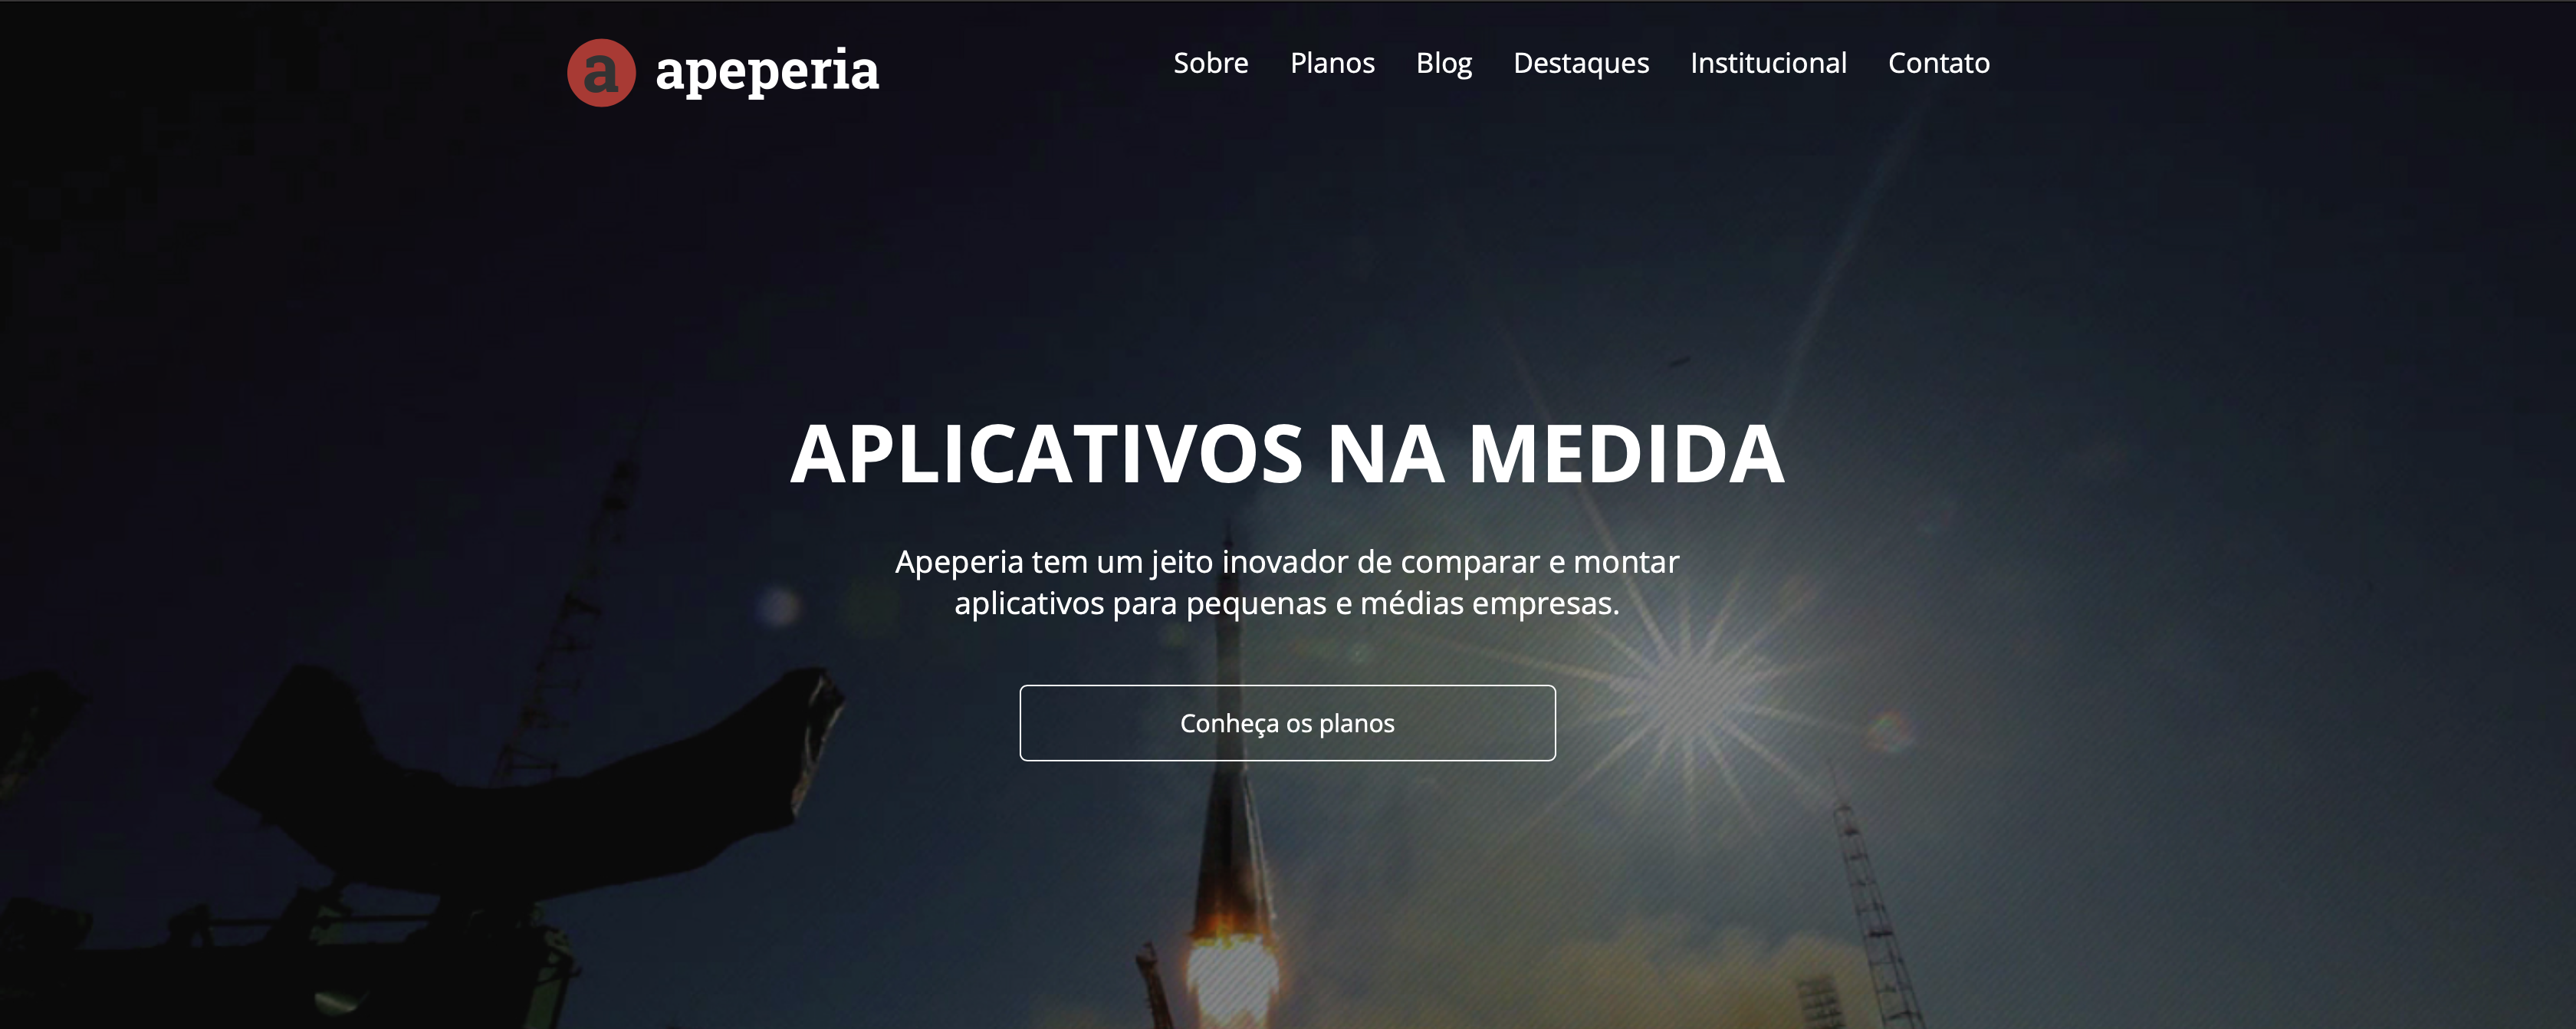 a apeperia
Sobre Planos Blog Destaques Institucional Contato
APLICATIVOS NA MEDIDA
Apeperia tem um jeito inovador de comparar e montar
aplicativos para pequenas e médias empresas.
Conheça os planos